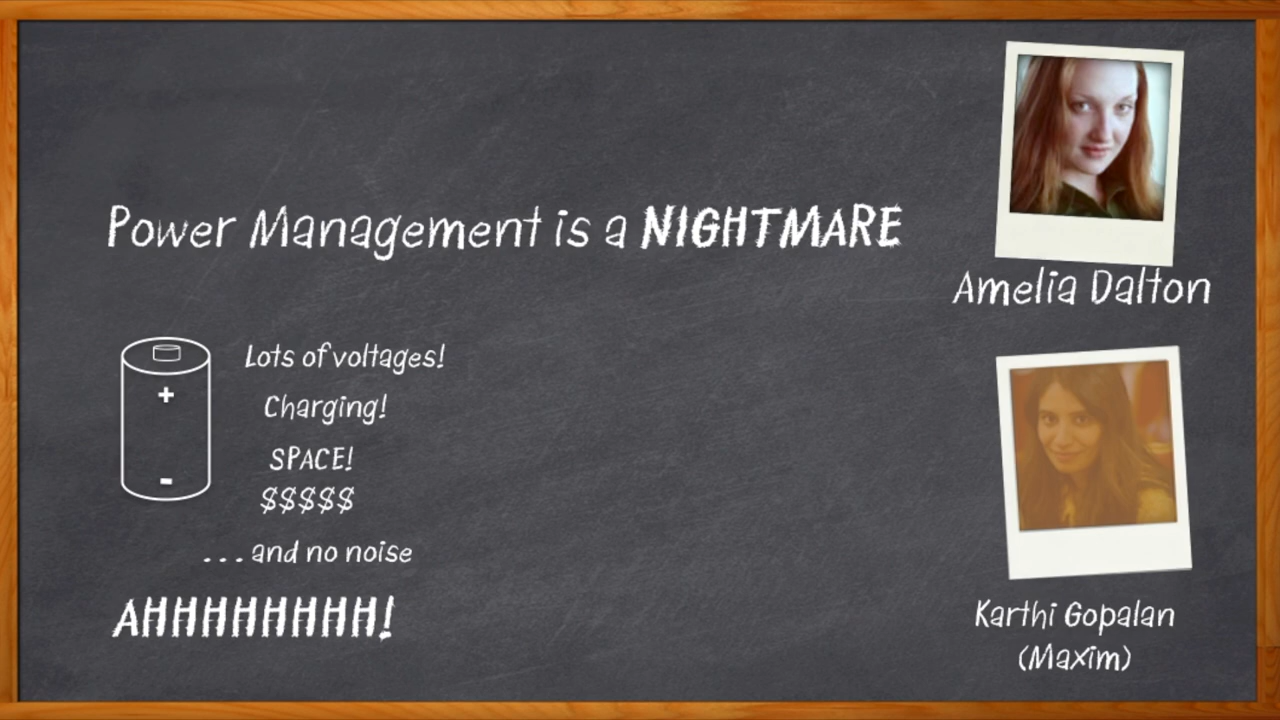 Power Management is a NIGHTMARE
+
-
Lots of voltages!
Charging!
SPACE!
$$$$$
...and no noise
AHHHHHHHH!
Amelia Dalton
Karthi Gopalan
(Maxim)